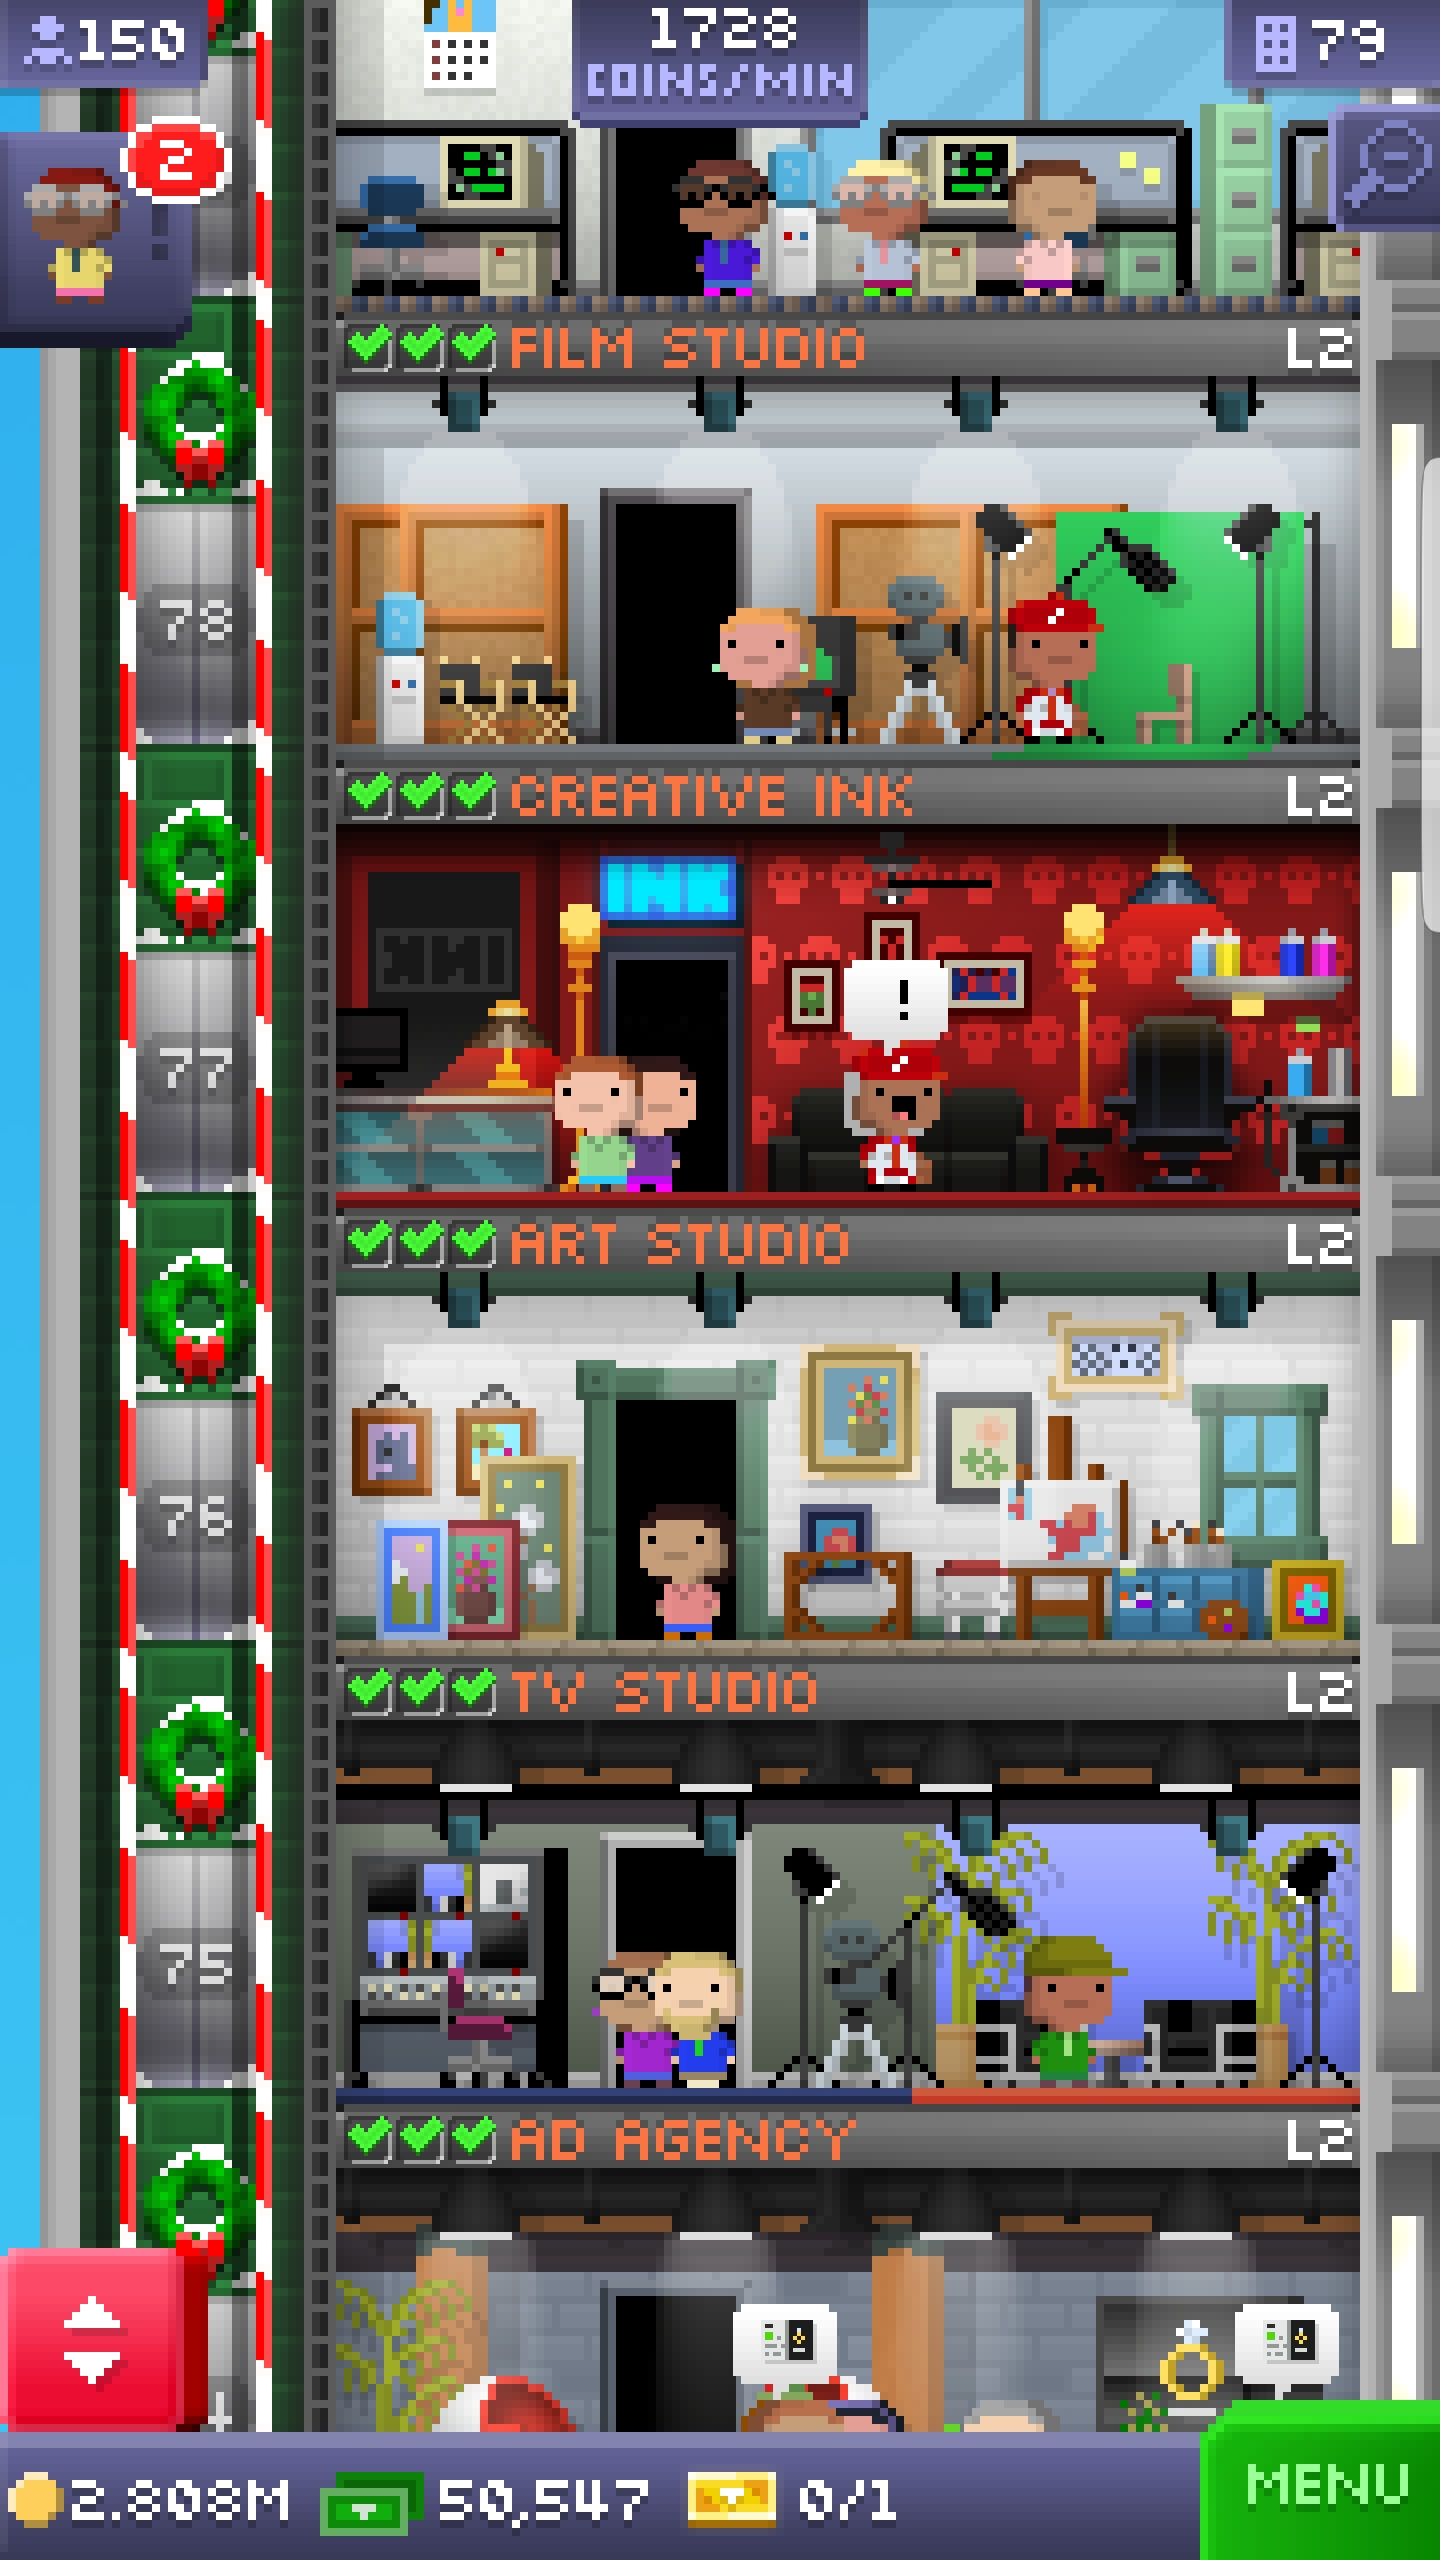 150
1728
COINS/MIN
79
2
FILM STUDIO
L2
78
CREATIVE INK
L2
INK
!
77
ART STUDIO
L2
76
TV STUDIO
L2
75
AD AGENCY
L2
2.808M
50,547
0/1
MENU